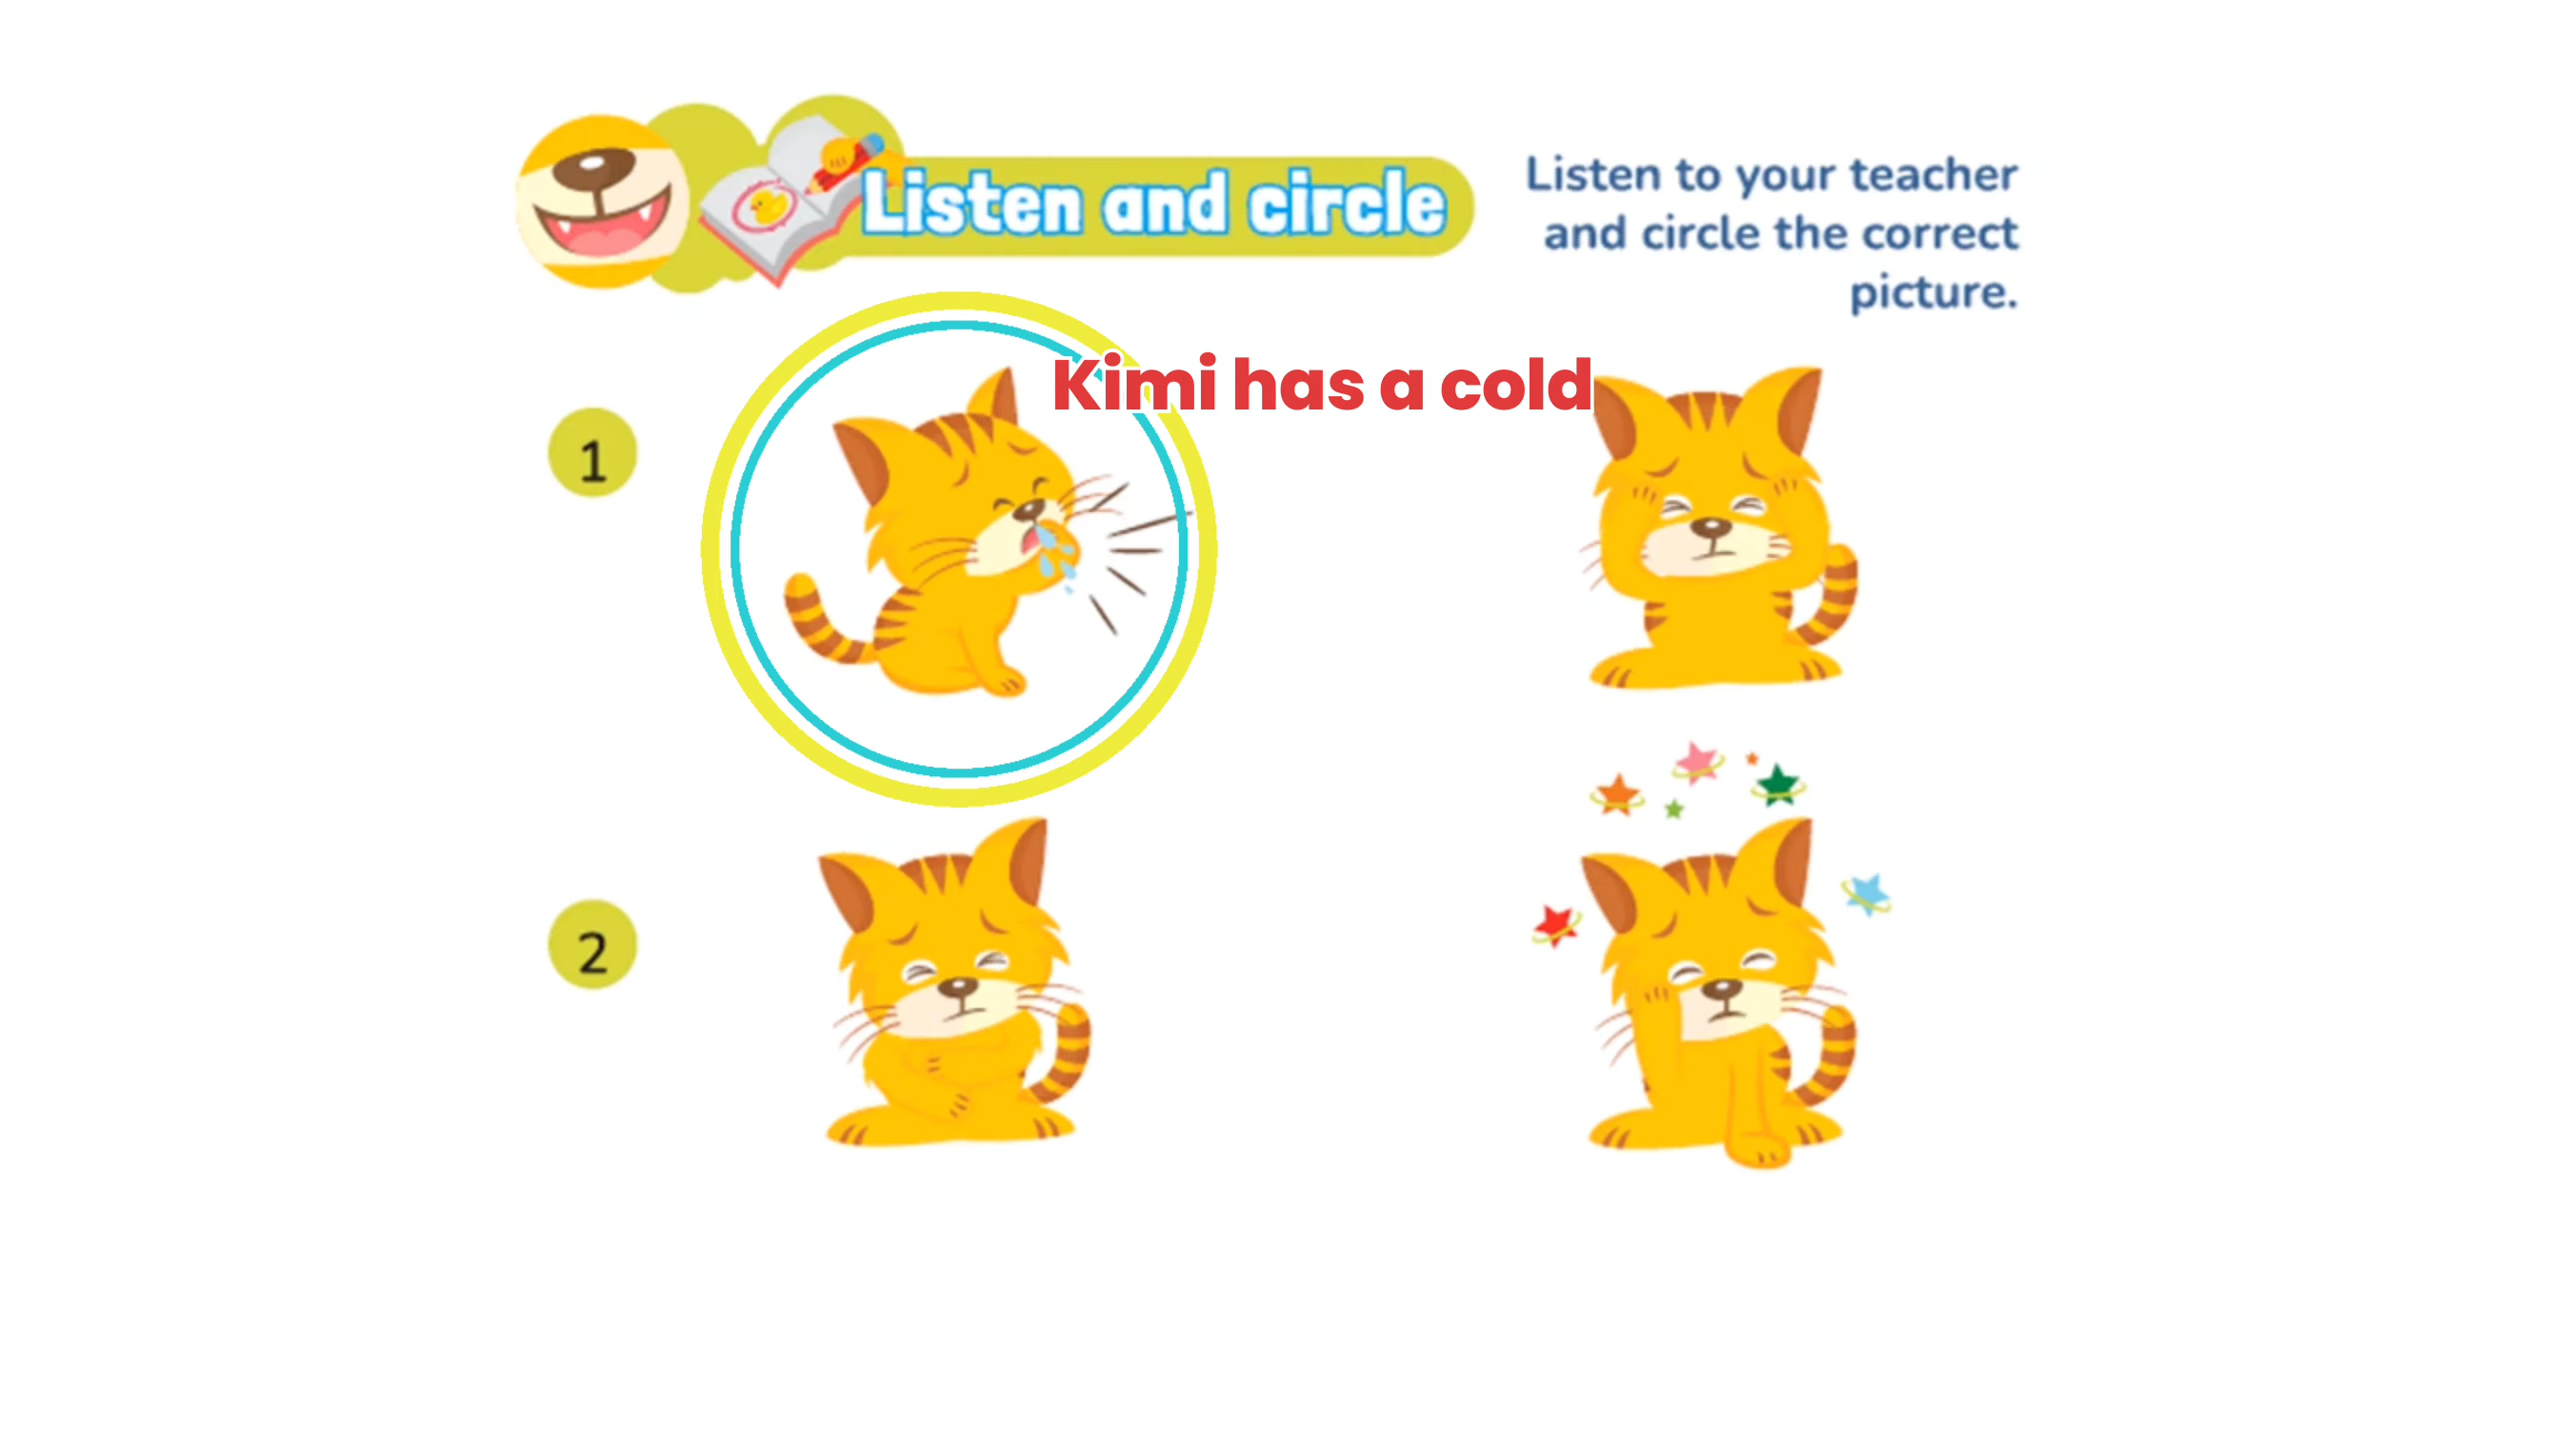 Listen and circle
Listen to your teacher
and circle the correct
picture.
Kimi has a cold
1
2